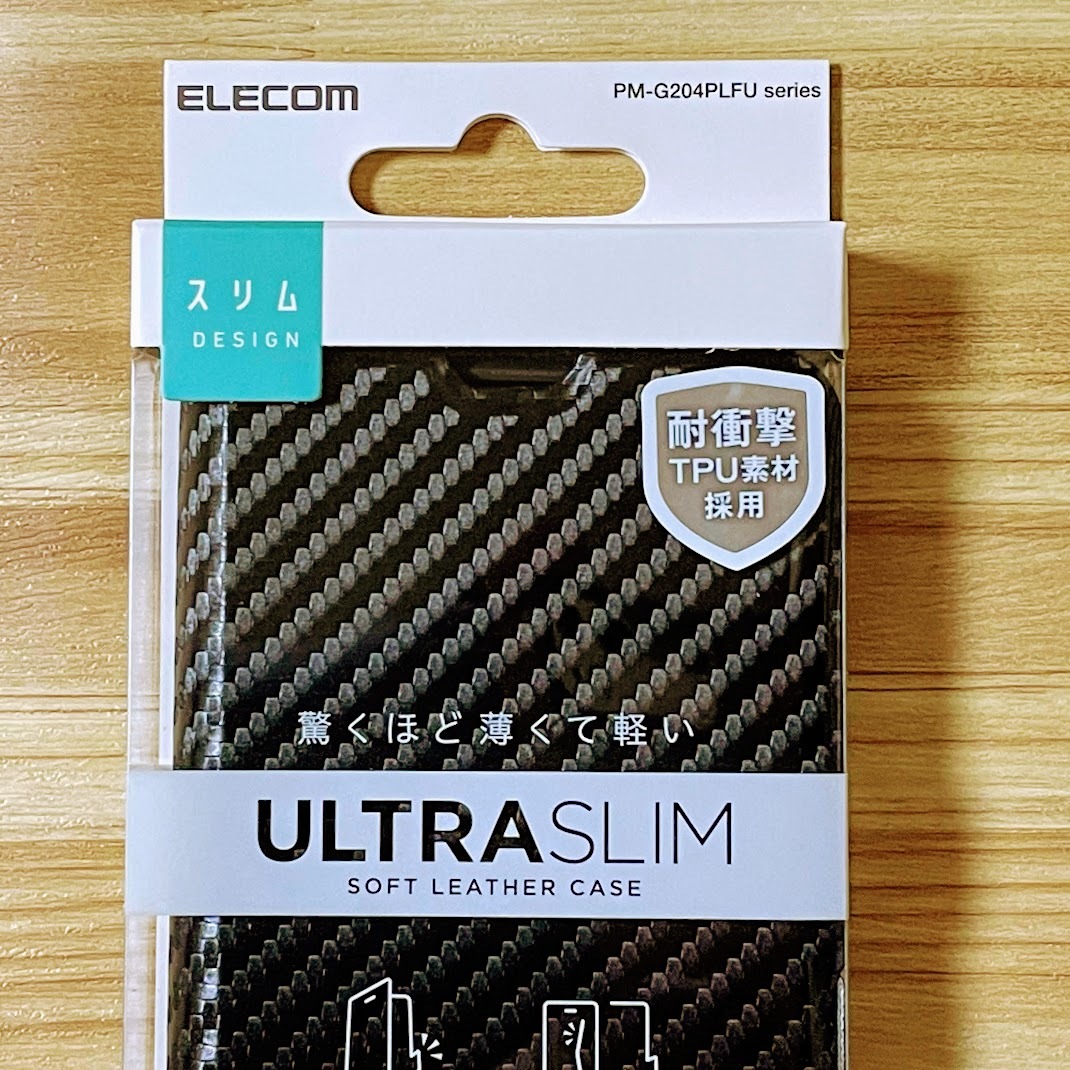 ELECOM
PM-G204PLFU series
スリム
DESIGN
耐衝撃
TPU素材
採用
驚くほど薄くて軽い
ULTRASLIM
SOFT LEATHER CASE